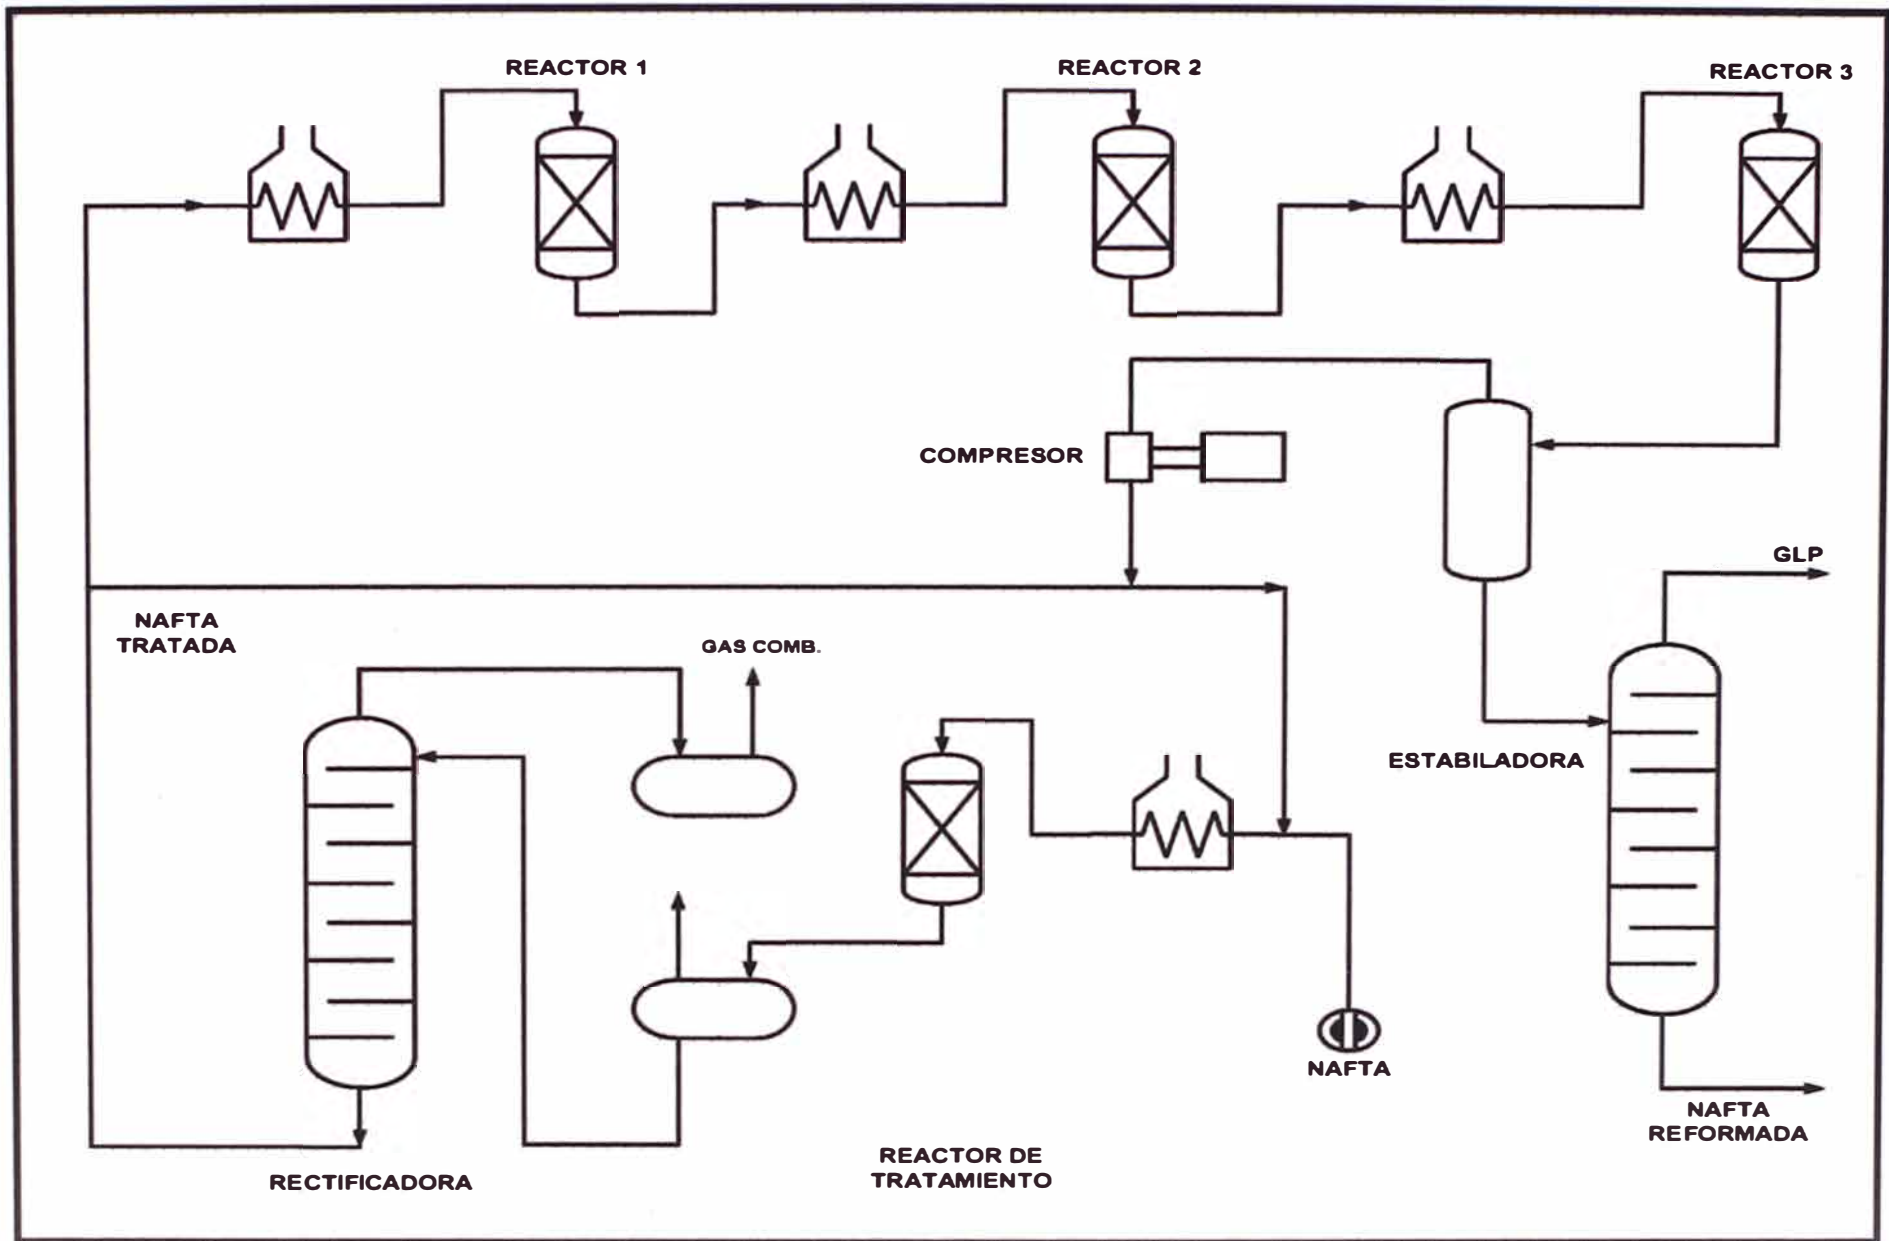 REACTOR 1
REACTOR 2
REACTOR 3
COMPRESOR
GLP
NAFTA
TRATADA
GAS COMB.
ESTABILADORA
NAFTA
NAFTA
REFORMADA
REACTOR DE
TRATAMIENTO
RECTIFICADORA